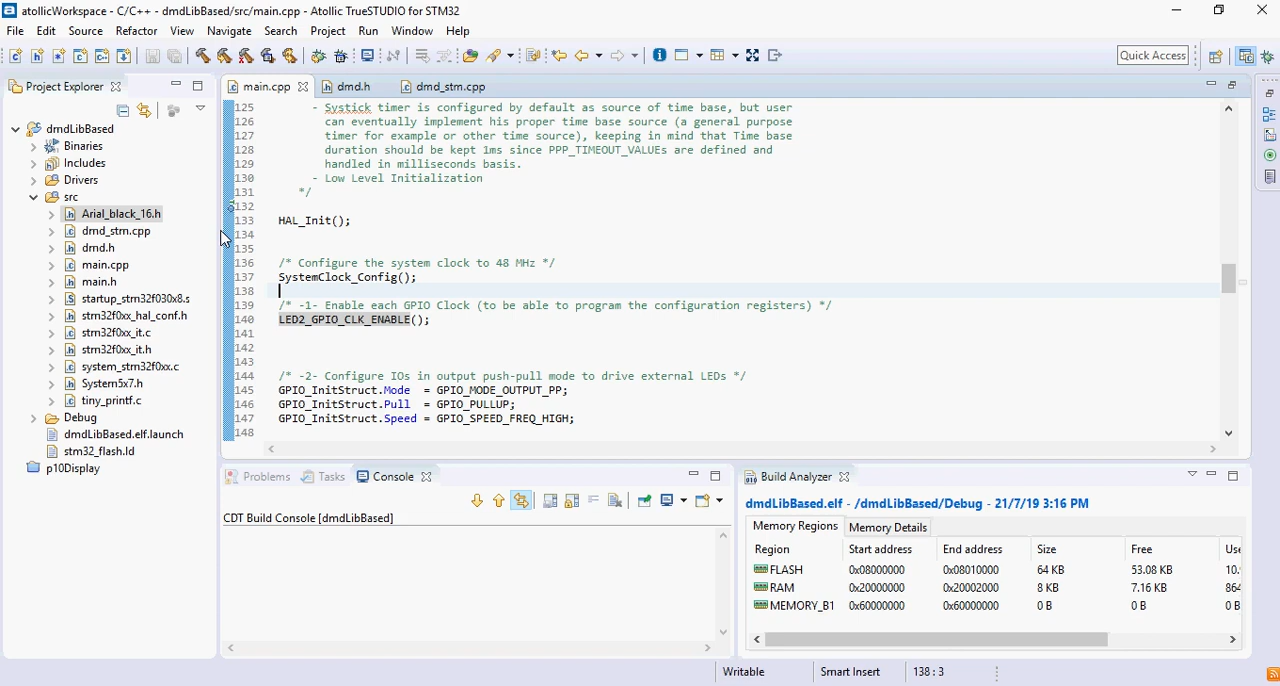 atollicWorkspace - C/C++ - dmdLibBased/src/main.cpp - Atollic TrueSTUDIO for STM32
File Edit Source Refactor View Navigate Search Project Run Window Help
Quick Access
Project Explorer
main.cpp dmd.h dmd_stm.cpp
dmdLibBased
Binaries
Includes
Drivers
src
Arial_black_16.h
dmd_stm.cpp
dmd.h
main.cpp
main.h
startup_stm32f030x8.s
stm32f0xx_hal_conf.h
stm32f0xx_it.c
stm32f0xx_it.h
system_stm32f0xx.c
System5x7.h
tiny_printf.c
Debug
dmdLibBased.elf.launch
stm32_flash.ld
p10Display
125 - Systick timer is configured by default as source of time base, but user
126 can eventually implement his proper time base source (a general purpose
127 timer for example or other time source), keeping in mind that Time base
128 duration should be kept 1ms since PPP_TIMEOUT_VALUEs are defined and
129 handled in milliseconds basis.
130 - Low Level Initialization
131 */
132
133 HAL_Init();
134
135
136 /* Configure the system clock to 48 MHz */
137 SystemClock_Config();
138
139 /* -1- Enable each GPIO Clock (to be able to program the configuration registers) */
140 LED2_GPIO_CLK_ENABLE();
141
142
143
144 /* -2- Configure IOs in output push-pull mode to drive external LEDs */
145 GPIO_InitStruct.Mode = GPIO_MODE_OUTPUT_PP;
146 GPIO_InitStruct.Pull = GPIO_PULLUP;
147 GPIO_InitStruct.Speed = GPIO_SPEED_FREQ_HIGH;
148
Problems Tasks Console
CDT Build Console [dmdLibBased]
Build Analyzer
dmdLibBased.elf - /dmdLibBased/Debug - 21/7/19 3:16 PM
Memory Regions Memory Details
Region Start address End address Size Free Use
FLASH 0x08000000 0x08010000 64 KB 53.08 KB 10.
RAM 0x20000000 0x20002000 8 KB 7.16 KB 864
MEMORY_B1 0x60000000 0x60000000 0 B 0 B 0 B
Writable Smart Insert 138 : 3